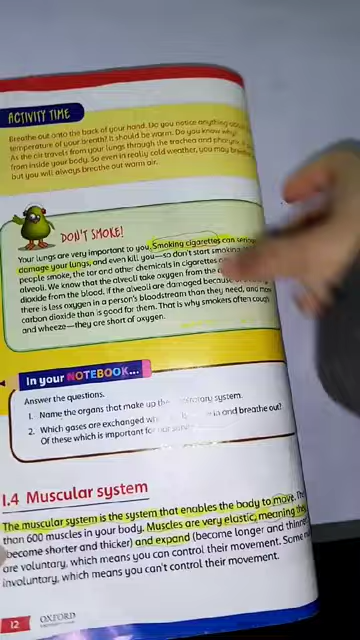 ACTIVITY TIME
Breathe out onto the back of your hand. Do you notice anything about
temperature of your breath? It should be warm. Do you know why?
As the air travels from your lungs through the trachea and pharynx, it
from inside your body. So even in really cold weather, you may breathe
but you will always breathe out warm air.
DON'T SMOKE!
Your lungs are very important to you. Smoking cigarettes can serious
damage your lungs, and even kill you—so don't start smoking
people smoke, the tar and other chemicals in cigarettes
alveoli. We know that the alveoli take oxygen from the
dioxide from the blood. If the alveoli are damaged because
there is less oxygen in a person's bloodstream than they need, and more
carbon dioxide than is good for them. That is why smokers often cough
and wheeze—they are short of oxygen.
In your NOTEBOOK...
Answer the questions.
1. Name the organs that make up the system.
2. Which gases are exchanged in and breathe out?
Of these which is important for
1.4 Muscular system
The muscular system is the system that enables the body to move. The
than 600 muscles in your body. Muscles are very elastic, meaning they
become shorter and thicker) and expand (become longer and thinner
are voluntary, which means you can control their movement. Some
involuntary, which means you can't control their movement.
12 OXFORD